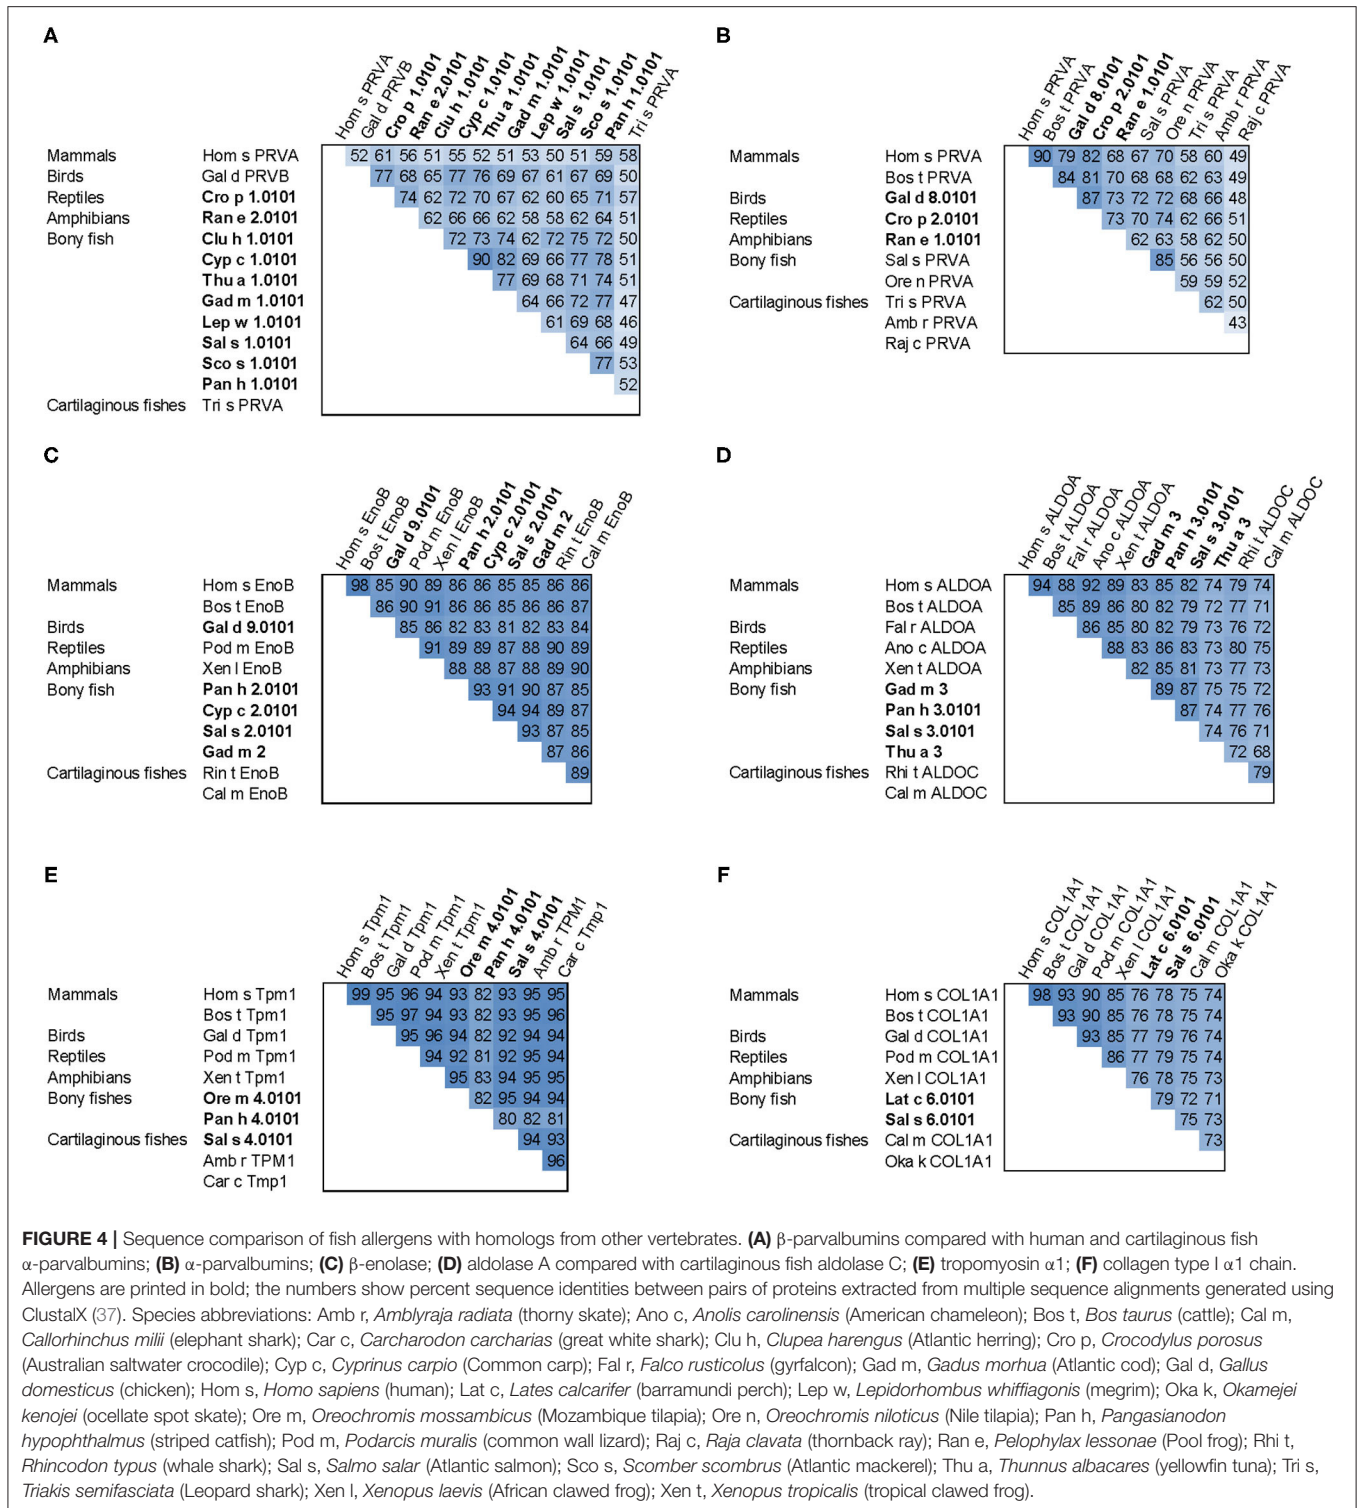 A
Hom s PRVA
Gal d PRVB
Cro p 1.0101
Ran e 2.0101
Clu h 1.0101
Cyp c 1.0101
Thu a 1.0101
Gad m 1.0101
Lep w 1.0101
Sal s 1.0101
Sco s 1.0101
Pan h 1.0101
Tri s PRVA
Mammals Hom s PRVA 52 61 56 51 55 52 51 53 50 51 59 58
Birds Gal d PRVB 77 68 65 77 76 69 67 61 67 69 50
Reptiles Cro p 1.0101 74 62 72 70 67 62 60 65 71 57
Amphibians Ran e 2.0101 62 66 66 62 58 58 62 64 51
Bony fish Clu h 1.0101 72 73 74 62 72 75 72 50
Cyp c 1.0101 90 82 69 66 77 78 51
Thu a 1.0101 77 69 68 71 74 51
Gad m 1.0101 64 66 72 77 47
Lep w 1.0101 61 69 68 46
Sal s 1.0101 64 66 49
Sco s 1.0101 77 53
Pan h 1.0101 52
Cartilaginous fishes Tri s PRVA
B
Hom s PRVA
Bos t PRVA
Gal d 8.0101
Cro p 2.0101
Ran e 1.0101
Sal s PRVA
Ore n PRVA
Tri s PRVA
Amb r PRVA
Raj c PRVA
Mammals Hom s PRVA 90 79 82 68 67 70 58 60 49
Bos t PRVA 84 81 70 68 68 62 63 49
Birds Gal d 8.0101 87 73 72 72 68 66 48
Reptiles Cro p 2.0101 73 70 74 62 66 51
Amphibians Ran e 1.0101 62 63 58 62 50
Bony fish Sal s PRVA 85 56 56 50
Ore n PRVA 59 59 52
Cartilaginous fishes Tri s PRVA 62 50
Amb r PRVA 43
Raj c PRVA
C
Hom s EnoB
Bos t EnoB
Gal d 9.0101
Pod m EnoB
Xen l EnoB
Pan h 2.0101
Cyp c 2.0101
Sal s 2.0101
Gad m 2
Rin t EnoB
Cal m EnoB
Mammals Hom s EnoB 98 85 90 89 86 86 85 85 86 86
Bos t EnoB 86 90 91 86 86 85 86 86 87
Birds Gal d 9.0101 85 86 82 83 81 82 83 84
Reptiles Pod m EnoB 91 89 89 87 88 90 89
Amphibians Xen l EnoB 88 88 87 88 89 90
Bony fish Pan h 2.0101 93 91 90 87 85
Cyp c 2.0101 94 94 89 87
Sal s 2.0101 93 87 85
Gad m 2 87 86
Cartilaginous fishes Rin t EnoB 89
Cal m EnoB
D
Hom s ALDOA
Bos t ALDOA
Fal r ALDOA
Ano c ALDOA
Xen t ALDOA
Gad m 3
Pan h 3.0101
Sal s 3.0101
Thu a 3
Rhi t ALDOC
Cal m ALDOC
Mammals Hom s ALDOA 94 88 92 89 83 85 82 74 79 74
Bos t ALDOA 85 89 86 80 82 79 72 77 71
Birds Fal r ALDOA 86 85 80 82 79 73 76 72
Reptiles Ano c ALDOA 88 83 86 83 73 80 75
Amphibians Xen t ALDOA 82 85 81 73 77 73
Bony fish Gad m 3 89 87 75 75 72
Pan h 3.0101 87 74 77 76
Sal s 3.0101 74 76 71
Thu a 3 72 68
Cartilaginous fishes Rhi t ALDOC 79
Cal m ALDOC
E
Hom s Tpm1
Bos t Tpm1
Gal d Tpm1
Pod m Tpm1
Xen t Tpm1
Ore m 4.0101
Pan h 4.0101
Sal s 4.0101
Amb r TPM1
Car c Tmp1
Mammals Hom s Tpm1 99 95 96 94 93 82 93 95 95
Bos t Tpm1 95 97 94 93 82 93 95 96
Birds Gal d Tpm1 95 96 94 82 92 94 94
Reptiles Pod m Tpm1 94 92 81 92 95 94
Amphibians Xen t Tpm1 95 83 94 95 95
Bony fishes Ore m 4.0101 82 95 94 94
Pan h 4.0101 80 82 81
Cartilaginous fishes Sal s 4.0101 94 93
Amb r TPM1 96
Car c Tmp1
F
Hom s COL1A1
Bos t COL1A1
Gal d COL1A1
Pod m COL1A1
Xen l COL1A1
Lat c 6.0101
Sal s 6.0101
Cal m COL1A1
Oka k COL1A1
Mammals Hom s COL1A1 98 93 90 85 76 78 75 74
Bos t COL1A1 93 90 85 76 78 75 74
Birds Gal d COL1A1 93 85 77 79 76 74
Reptiles Pod m COL1A1 86 77 79 75 74
Amphibians Xen l COL1A1 76 78 75 73
Bony fish Lat c 6.0101 79 72 71
Sal s 6.0101 75 73
Cartilaginous fishes Cal m COL1A1 73
Oka k COL1A1
FIGURE 4 | Sequence comparison of fish allergens with homologs from other vertebrates. (A) β-parvalbumins compared with human and cartilaginous fish
α-parvalbumins; (B) α-parvalbumins; (C) β-enolase; (D) aldolase A compared with cartilaginous fish aldolase C; (E) tropomyosin α1; (F) collagen type I α1 chain.
Allergens are printed in bold; the numbers show percent sequence identities between pairs of proteins extracted from multiple sequence alignments generated using
ClustalX (37). Species abbreviations: Amb r, Amblyraja radiata (thorny skate); Ano c, Anolis carolinensis (American chameleon); Bos t, Bos taurus (cattle); Cal m,
Callorhinchus milii (elephant shark); Car c, Carcharodon carcharias (great white shark); Clu h, Clupea harengus (Atlantic herring); Cro p, Crocodylus porosus
(Australian saltwater crocodile); Cyp c, Cyprinus carpio (Common carp); Fal r, Falco rusticolus (gyrfalcon); Gad m, Gadus morhua (Atlantic cod); Gal d, Gallus
domesticus (chicken); Hom s, Homo sapiens (human); Lat c, Lates calcarifer (barramundi perch); Lep w, Lepidorhombus whiffiagonis (megrim); Oka k, Okamejei
kenojei (ocellate spot skate); Ore m, Oreochromis mossambicus (Mozambique tilapia); Ore n, Oreochromis niloticus (Nile tilapia); Pan h, Pangasianodon
hypophthalmus (striped catfish); Pod m, Podarcis muralis (common wall lizard); Raj c, Raja clavata (thornback ray); Ran e, Pelophylax lessonae (Pool frog); Rhi t,
Rhincodon typus (whale shark); Sal s, Salmo salar (Atlantic salmon); Sco s, Scomber scombrus (Atlantic mackerel); Thu a, Thunnus albacares (yellowfin tuna); Tri s,
Triakis semifasciata (Leopard shark); Xen l, Xenopus laevis (African clawed frog); Xen t, Xenopus tropicalis (tropical clawed frog).